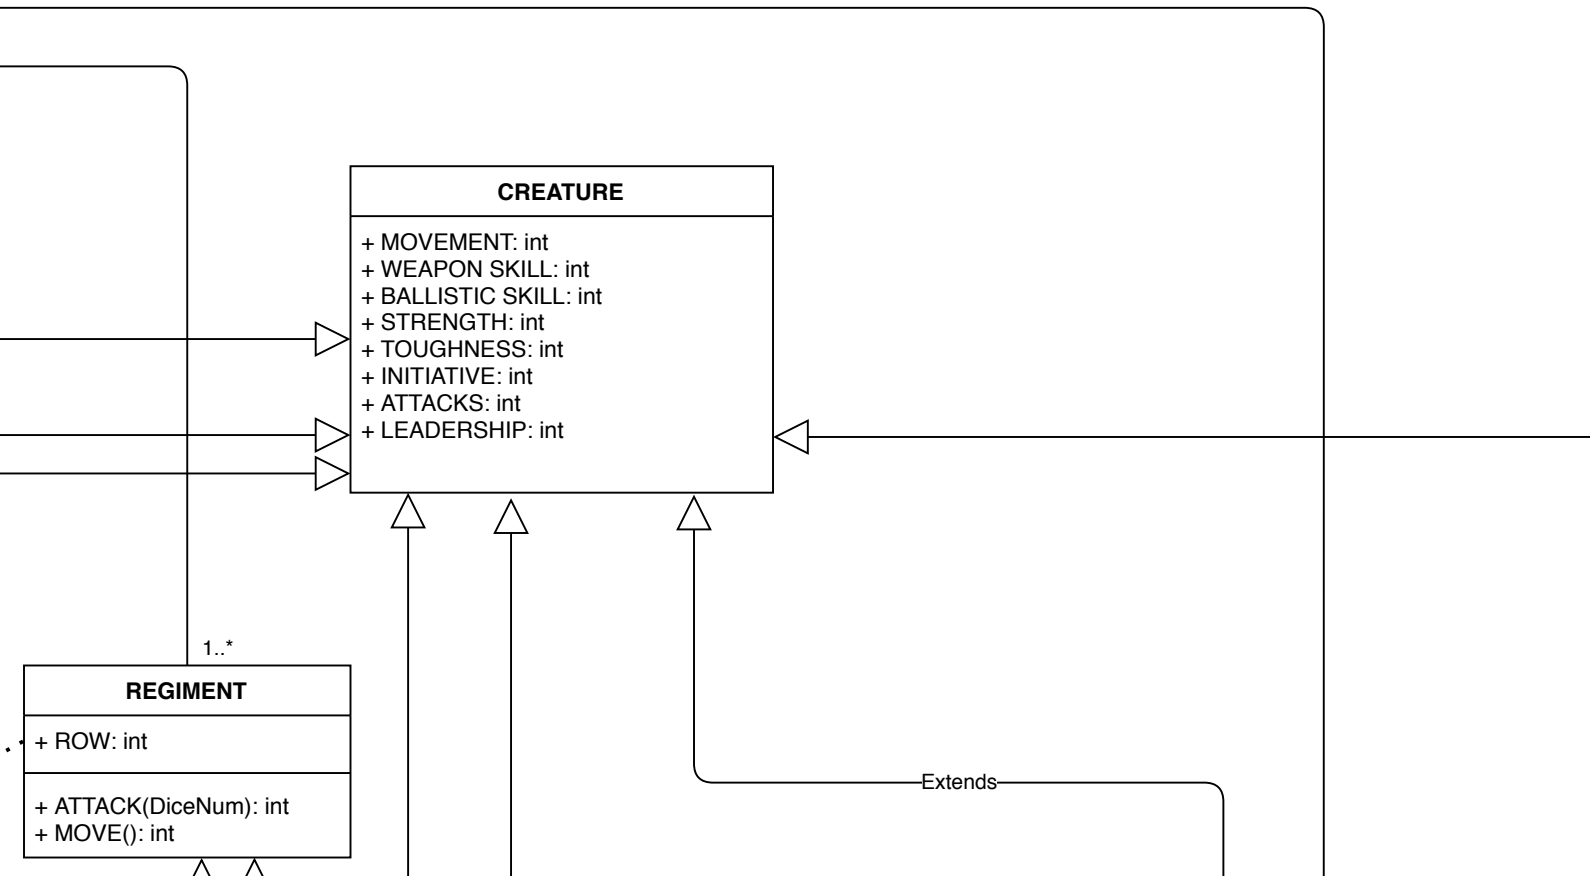 CREATURE
+ MOVEMENT: int
+ WEAPON SKILL: int
+ BALLISTIC SKILL: int
+ STRENGTH: int
+ TOUGHNESS: int
+ INITIATIVE: int
+ ATTACKS: int
+ LEADERSHIP: int
1..*
REGIMENT
+ ROW: int
+ ATTACK(DiceNum): int
+ MOVE(): int
Extends